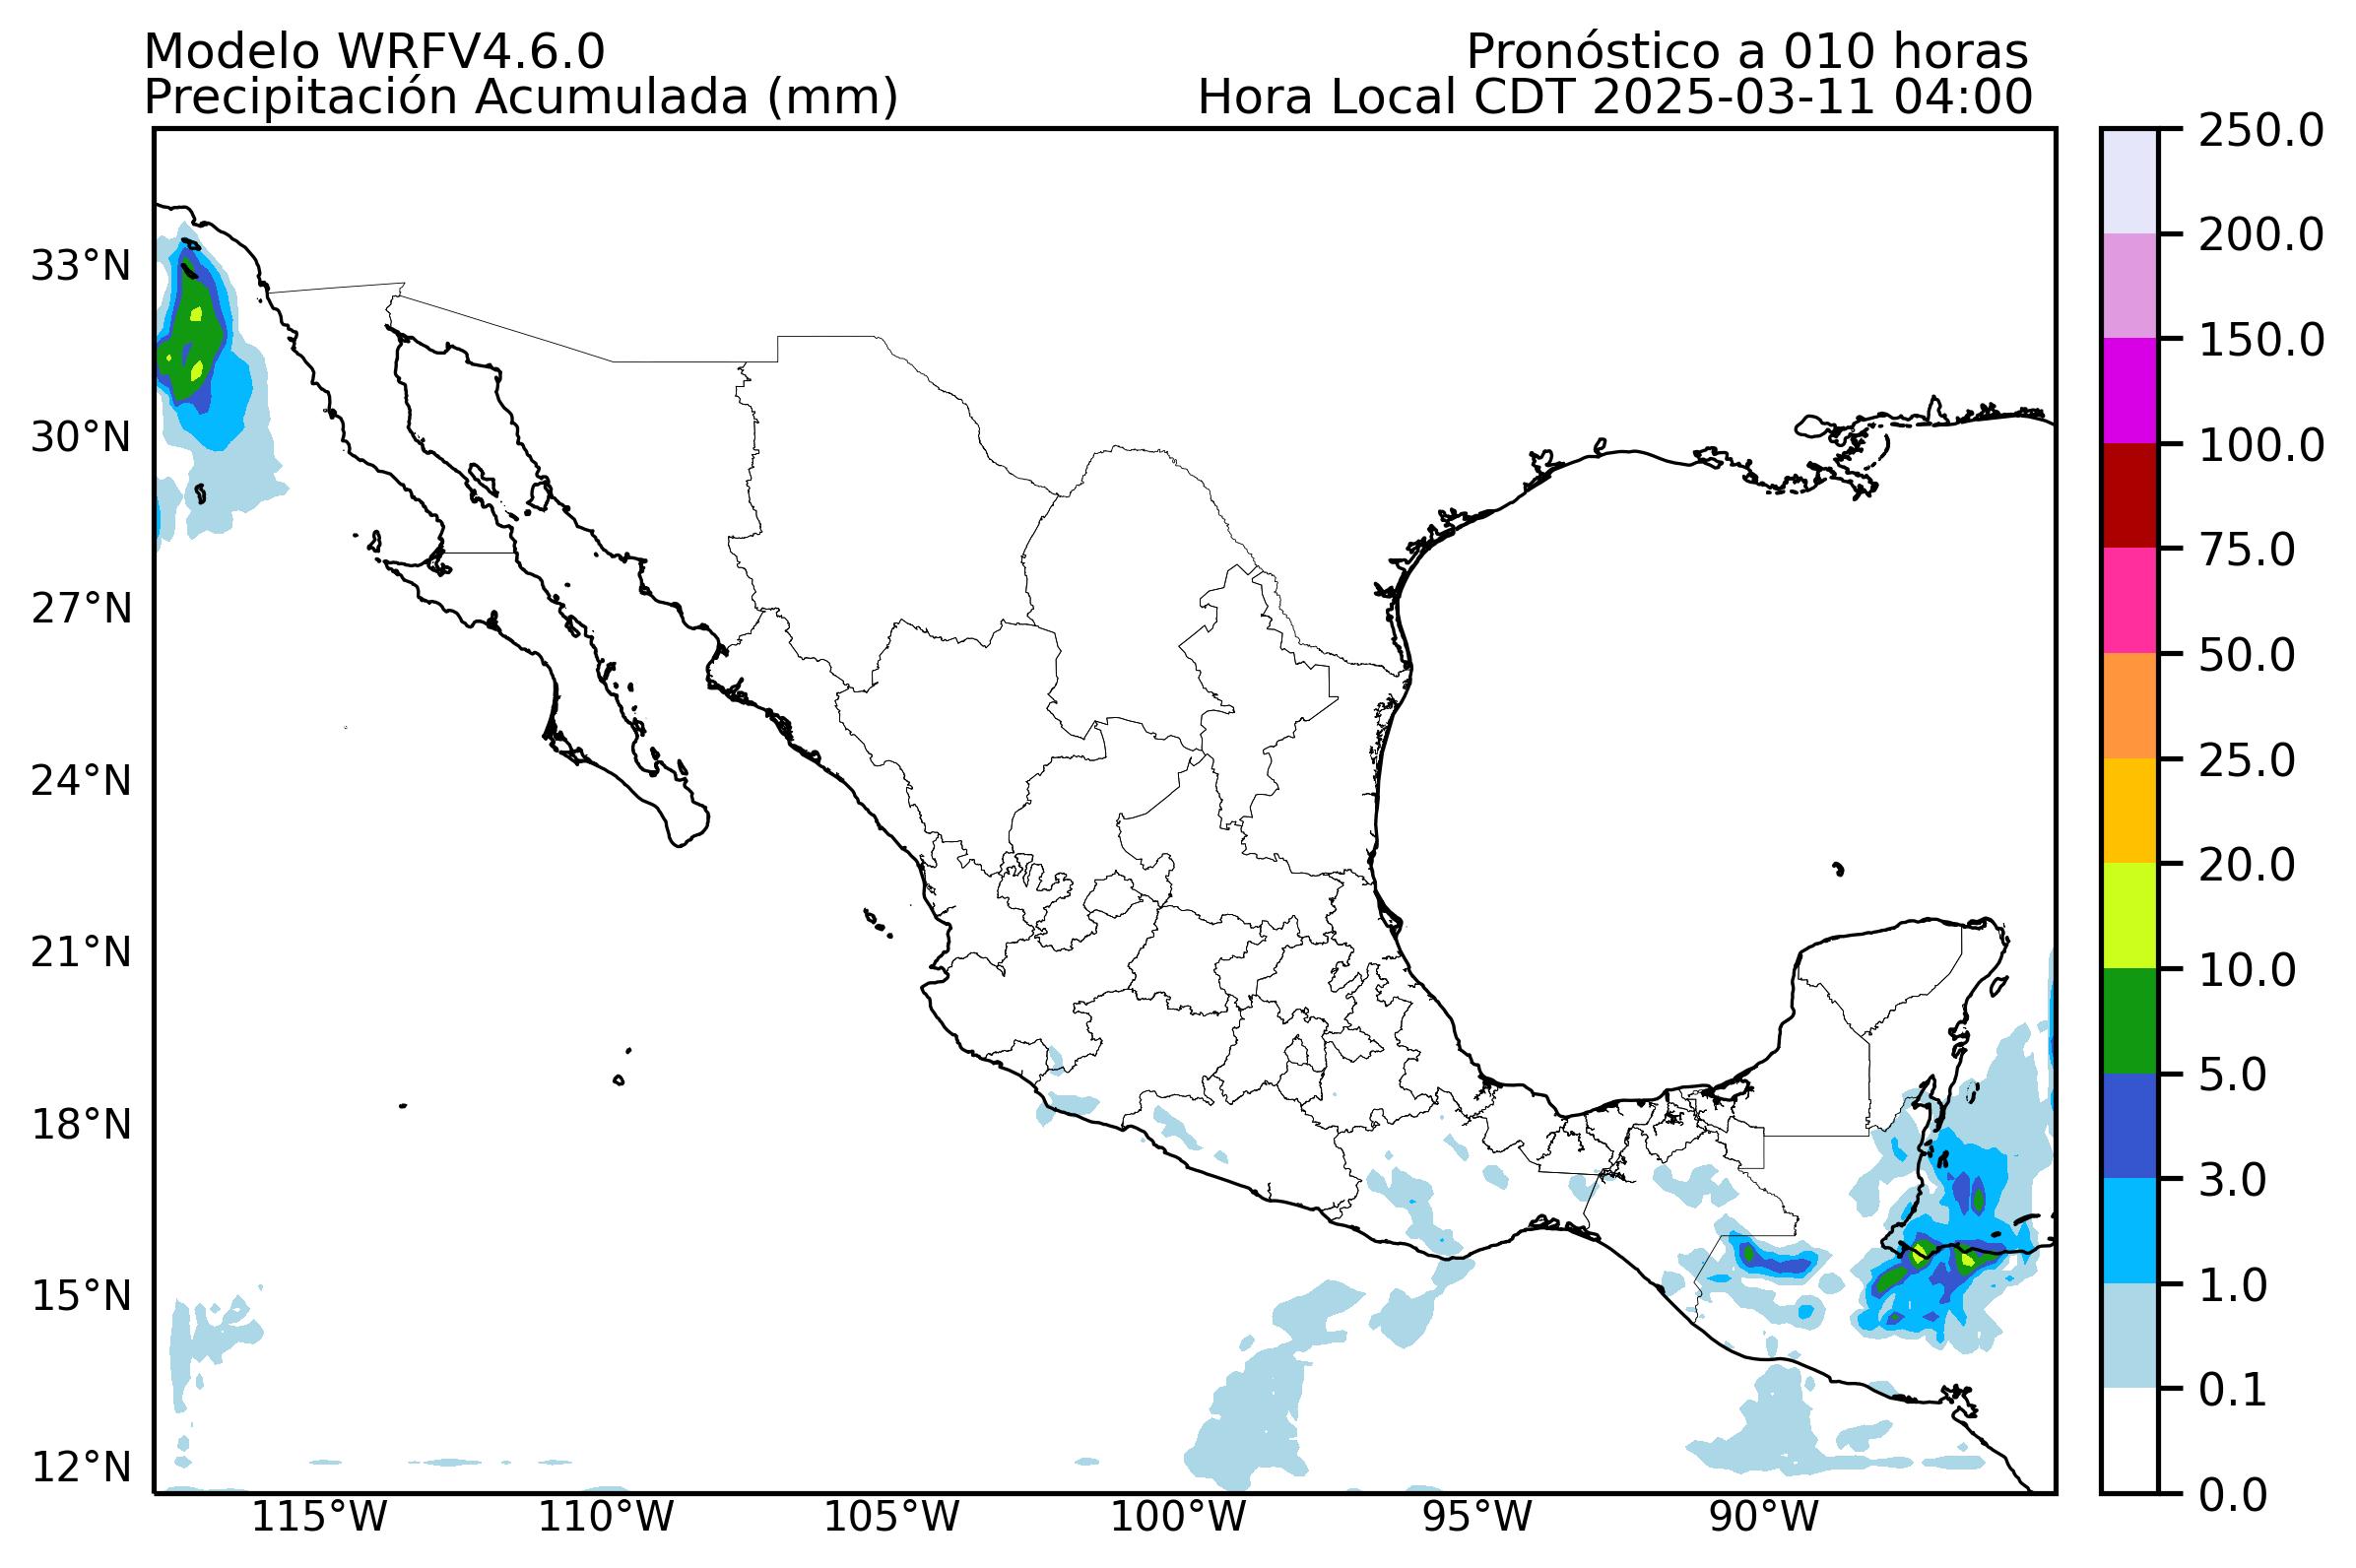 Modelo WRFV4.6.0
Pronóstico a 010 horas
Precipitación Acumulada (mm)
Hora Local CDT 2025-03-11 04:00
33°N
30°N
27°N
24°N
21°N
18°N
15°N
12°N
115°W
110°W
105°W
100°W
95°W
90°W
250.0
200.0
150.0
100.0
75.0
50.0
25.0
20.0
10.0
5.0
3.0
1.0
0.1
0.0